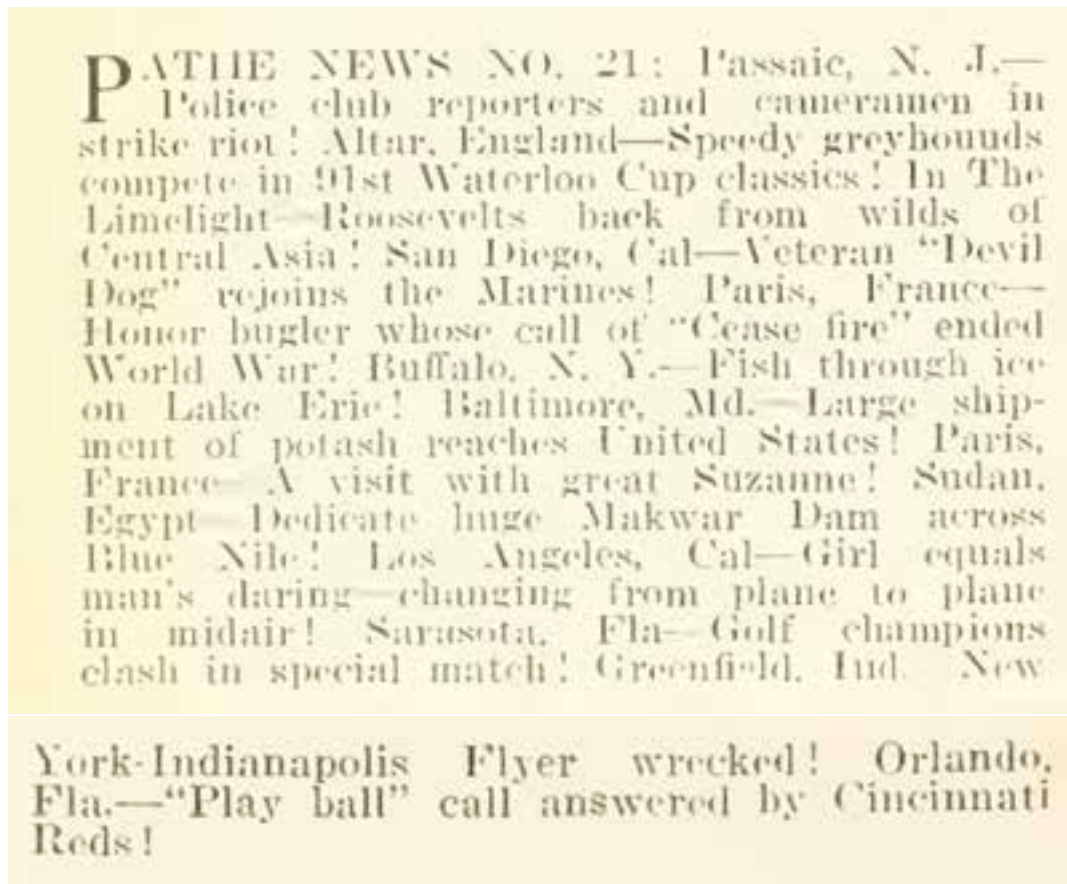 PATHE NEWS NO. 21: Passaic, N. J.—
Police club reporters and cameramen in
strike riot! Altar, England—Speedy greyhounds
compete in 91st Waterloo Cup classics! In The
Limelight—Roosevelts back from wilds of
Central Asia! San Diego, Cal—Veteran “Devil
Dog” rejoins the Marines! Paris, France—
Honor bugler whose call of “Cease fire” ended
World War! Buffalo, N. Y.—Fish through ice
on Lake Erie! Baltimore, Md.—Large ship-
ment of potash reaches United States! Paris,
France—A visit with great Suzanne! Sudan,
Egypt—Dedicate huge Makwar Dam across
Blue Nile! Los Angeles, Cal—Girl equals
man's daring—changing from plane to plane
in midair! Sarasota, Fla—Golf champions
clash in special match! Greenfield, Ind. New
York-Indianapolis Flyer wrecked! Orlando,
Fla.—“Play ball” call answered by Cincinnati
Reds!